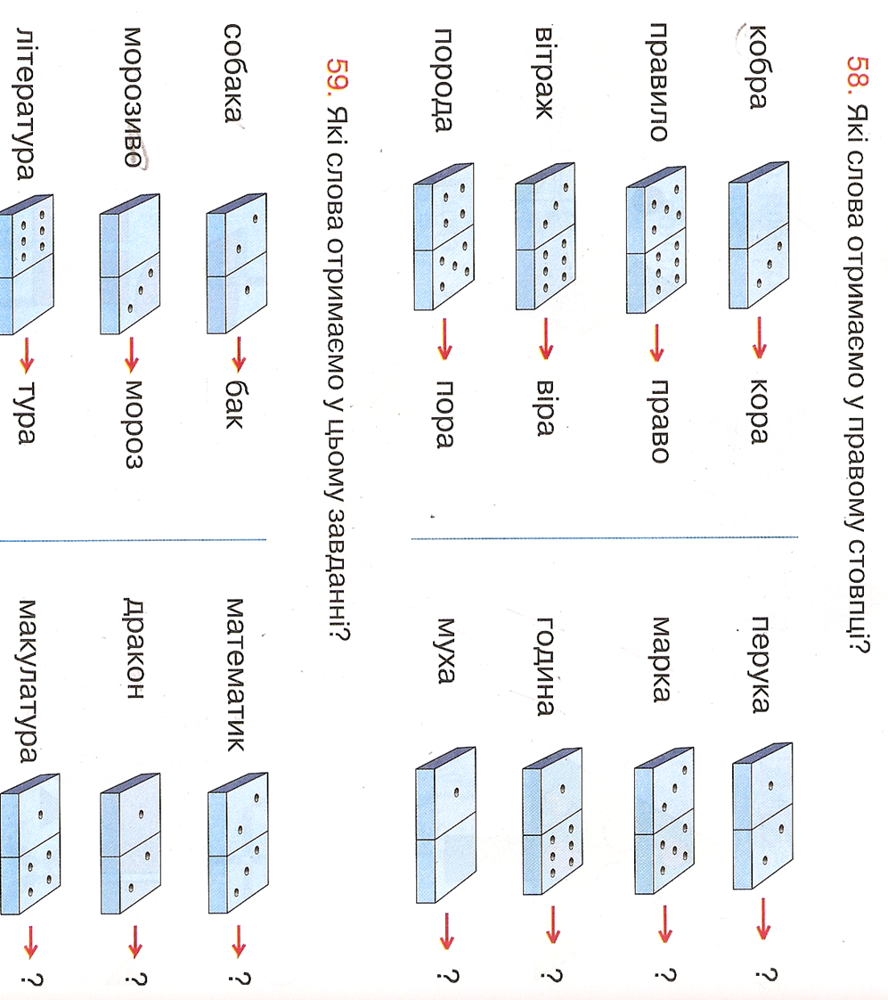 58. Які слова отримаємо у правому стовпці?
кобра → кора перука → ?
правило → право марка → ?
вітраж → віра година → ?
порода → пора муха → ?
59. Які слова отримаємо у цьому завданні?
собака → бак математик → ?
морозиво → мороз дракон → ?
література → тура макулатура → ?